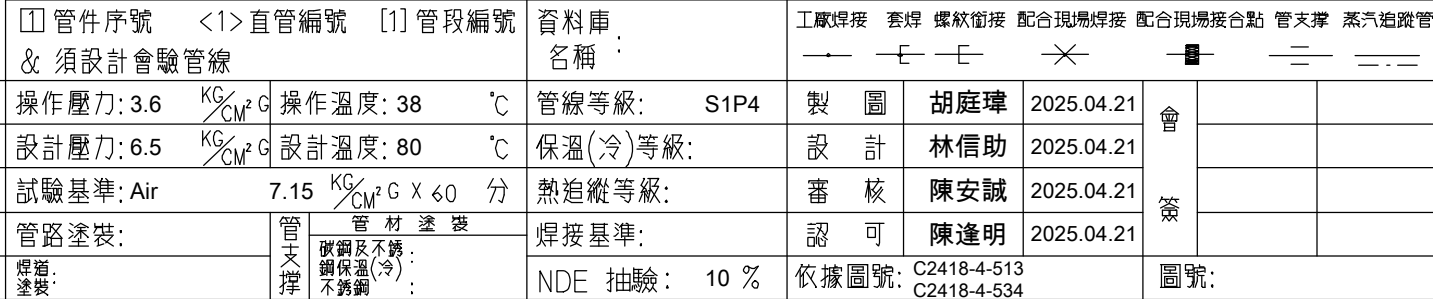 1 管件序號 <1>直管編號 [1]管段編號
& 須設計會驗管線
資料庫
名稱:
工廠焊接 套焊 螺紋銜接 配合現場焊接 配合現場接合點 管支撐 蒸汽追蹤管
操作壓力: 3.6 KG/CM² G 操作溫度: 38 °C 管線等級: S1P4 製圖 胡庭瑋 2025.04.21 會簽
設計壓力: 6.5 KG/CM² G 設計溫度: 80 °C 保溫(冷)等級: 設計 林信助 2025.04.21
試驗基準: Air 7.15 KG/CM² G X 60 分 熱追縱等級: 審核 陳安誠 2025.04.21
管路塗裝: 管支撐 管材塗裝 焊接基準: 認可 陳逢明 2025.04.21
碳鋼及不銹
鋼保溫(冷):
不銹鋼:
焊道
塗裝:
NDE 抽驗: 10 % 依據圖號: C2418-4-513
C2418-4-534
圖號: